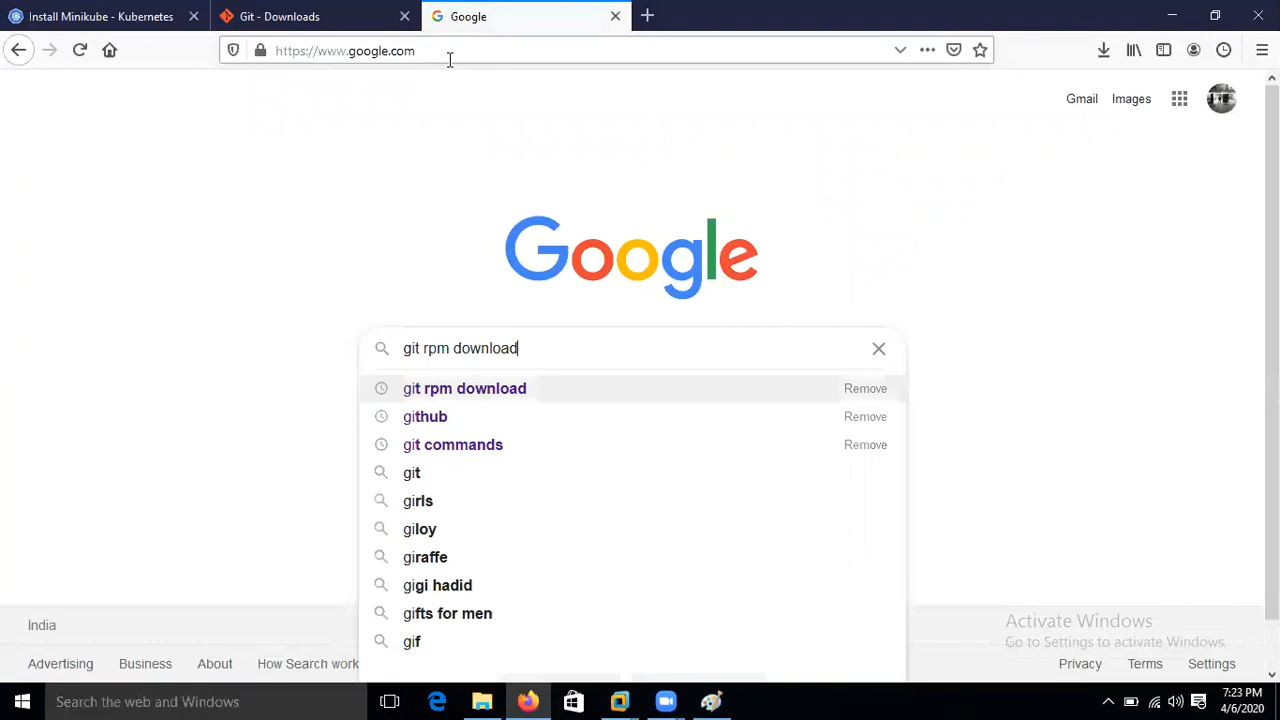 Install Minikube - Kubernetes
Git - Downloads
Google
https://www.google.com
Gmail
Images
Google
git rpm download
git rpm download
Remove
github
Remove
git commands
Remove
git
girls
giloy
giraffe
gigi hadid
gifts for men
gif
Activate Windows
Go to Settings to activate Windows.
India
Advertising
Business
About
How Search work
Privacy
Terms
Settings
Search the web and Windows
7:23 PM
4/6/2020